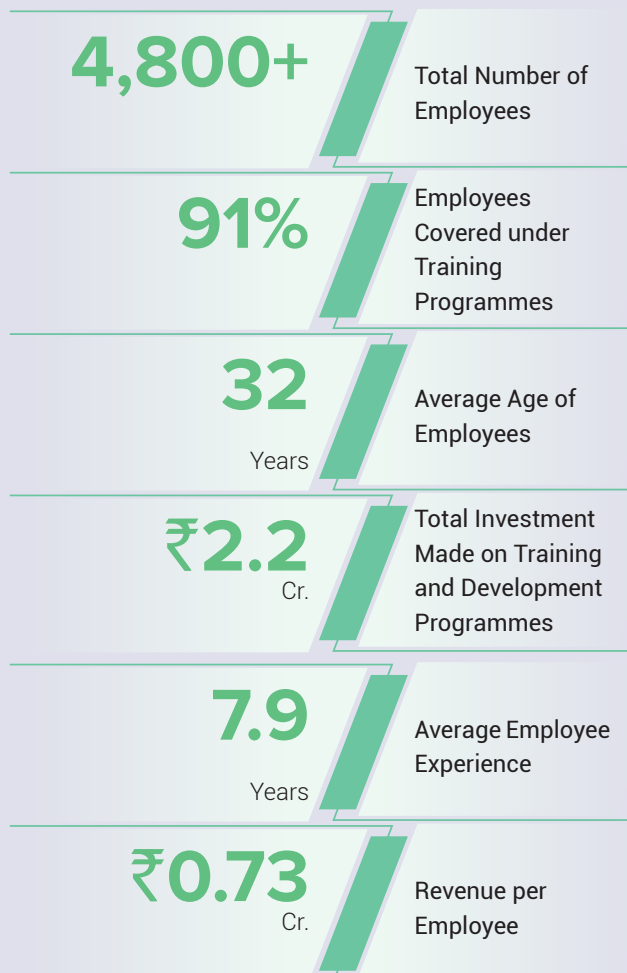 4,800+
Total Number of
Employees
91%
Employees
Covered under
Training
Programmes
32
Years
Average Age of
Employees
₹2.2
Cr.
Total Investment
Made on Training
and Development
Programmes
7.9
Years
Average Employee
Experience
₹0.73
Cr.
Revenue per
Employee